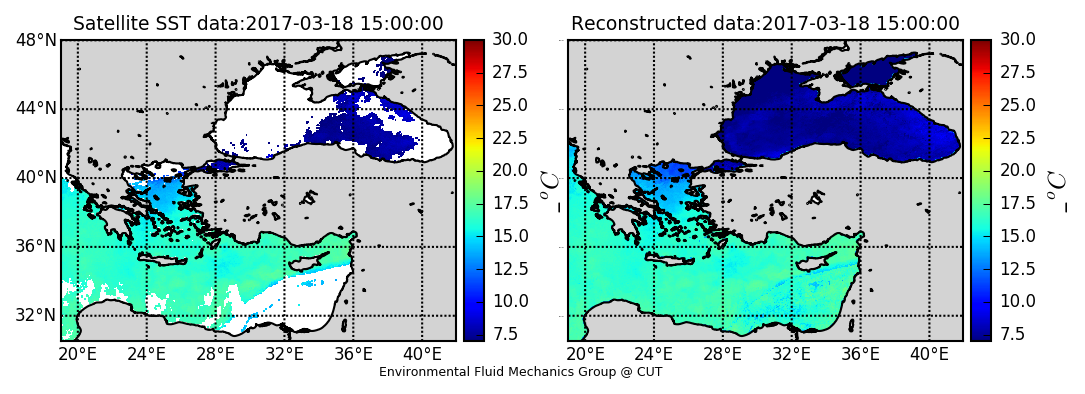 Satellite SST data:2017-03-18 15:00:00
48°N
44°N
40°N
36°N
32°N
20°E 24°E 28°E 32°E 36°E 40°E
30.0
27.5
25.0
22.5
20.0
17.5
15.0
12.5
10.0
7.5
_ °C
Reconstructed data:2017-03-18 15:00:00
20°E 24°E 28°E 32°E 36°E 40°E
30.0
27.5
25.0
22.5
20.0
17.5
15.0
12.5
10.0
7.5
_ °C
Environmental Fluid Mechanics Group @ CUT